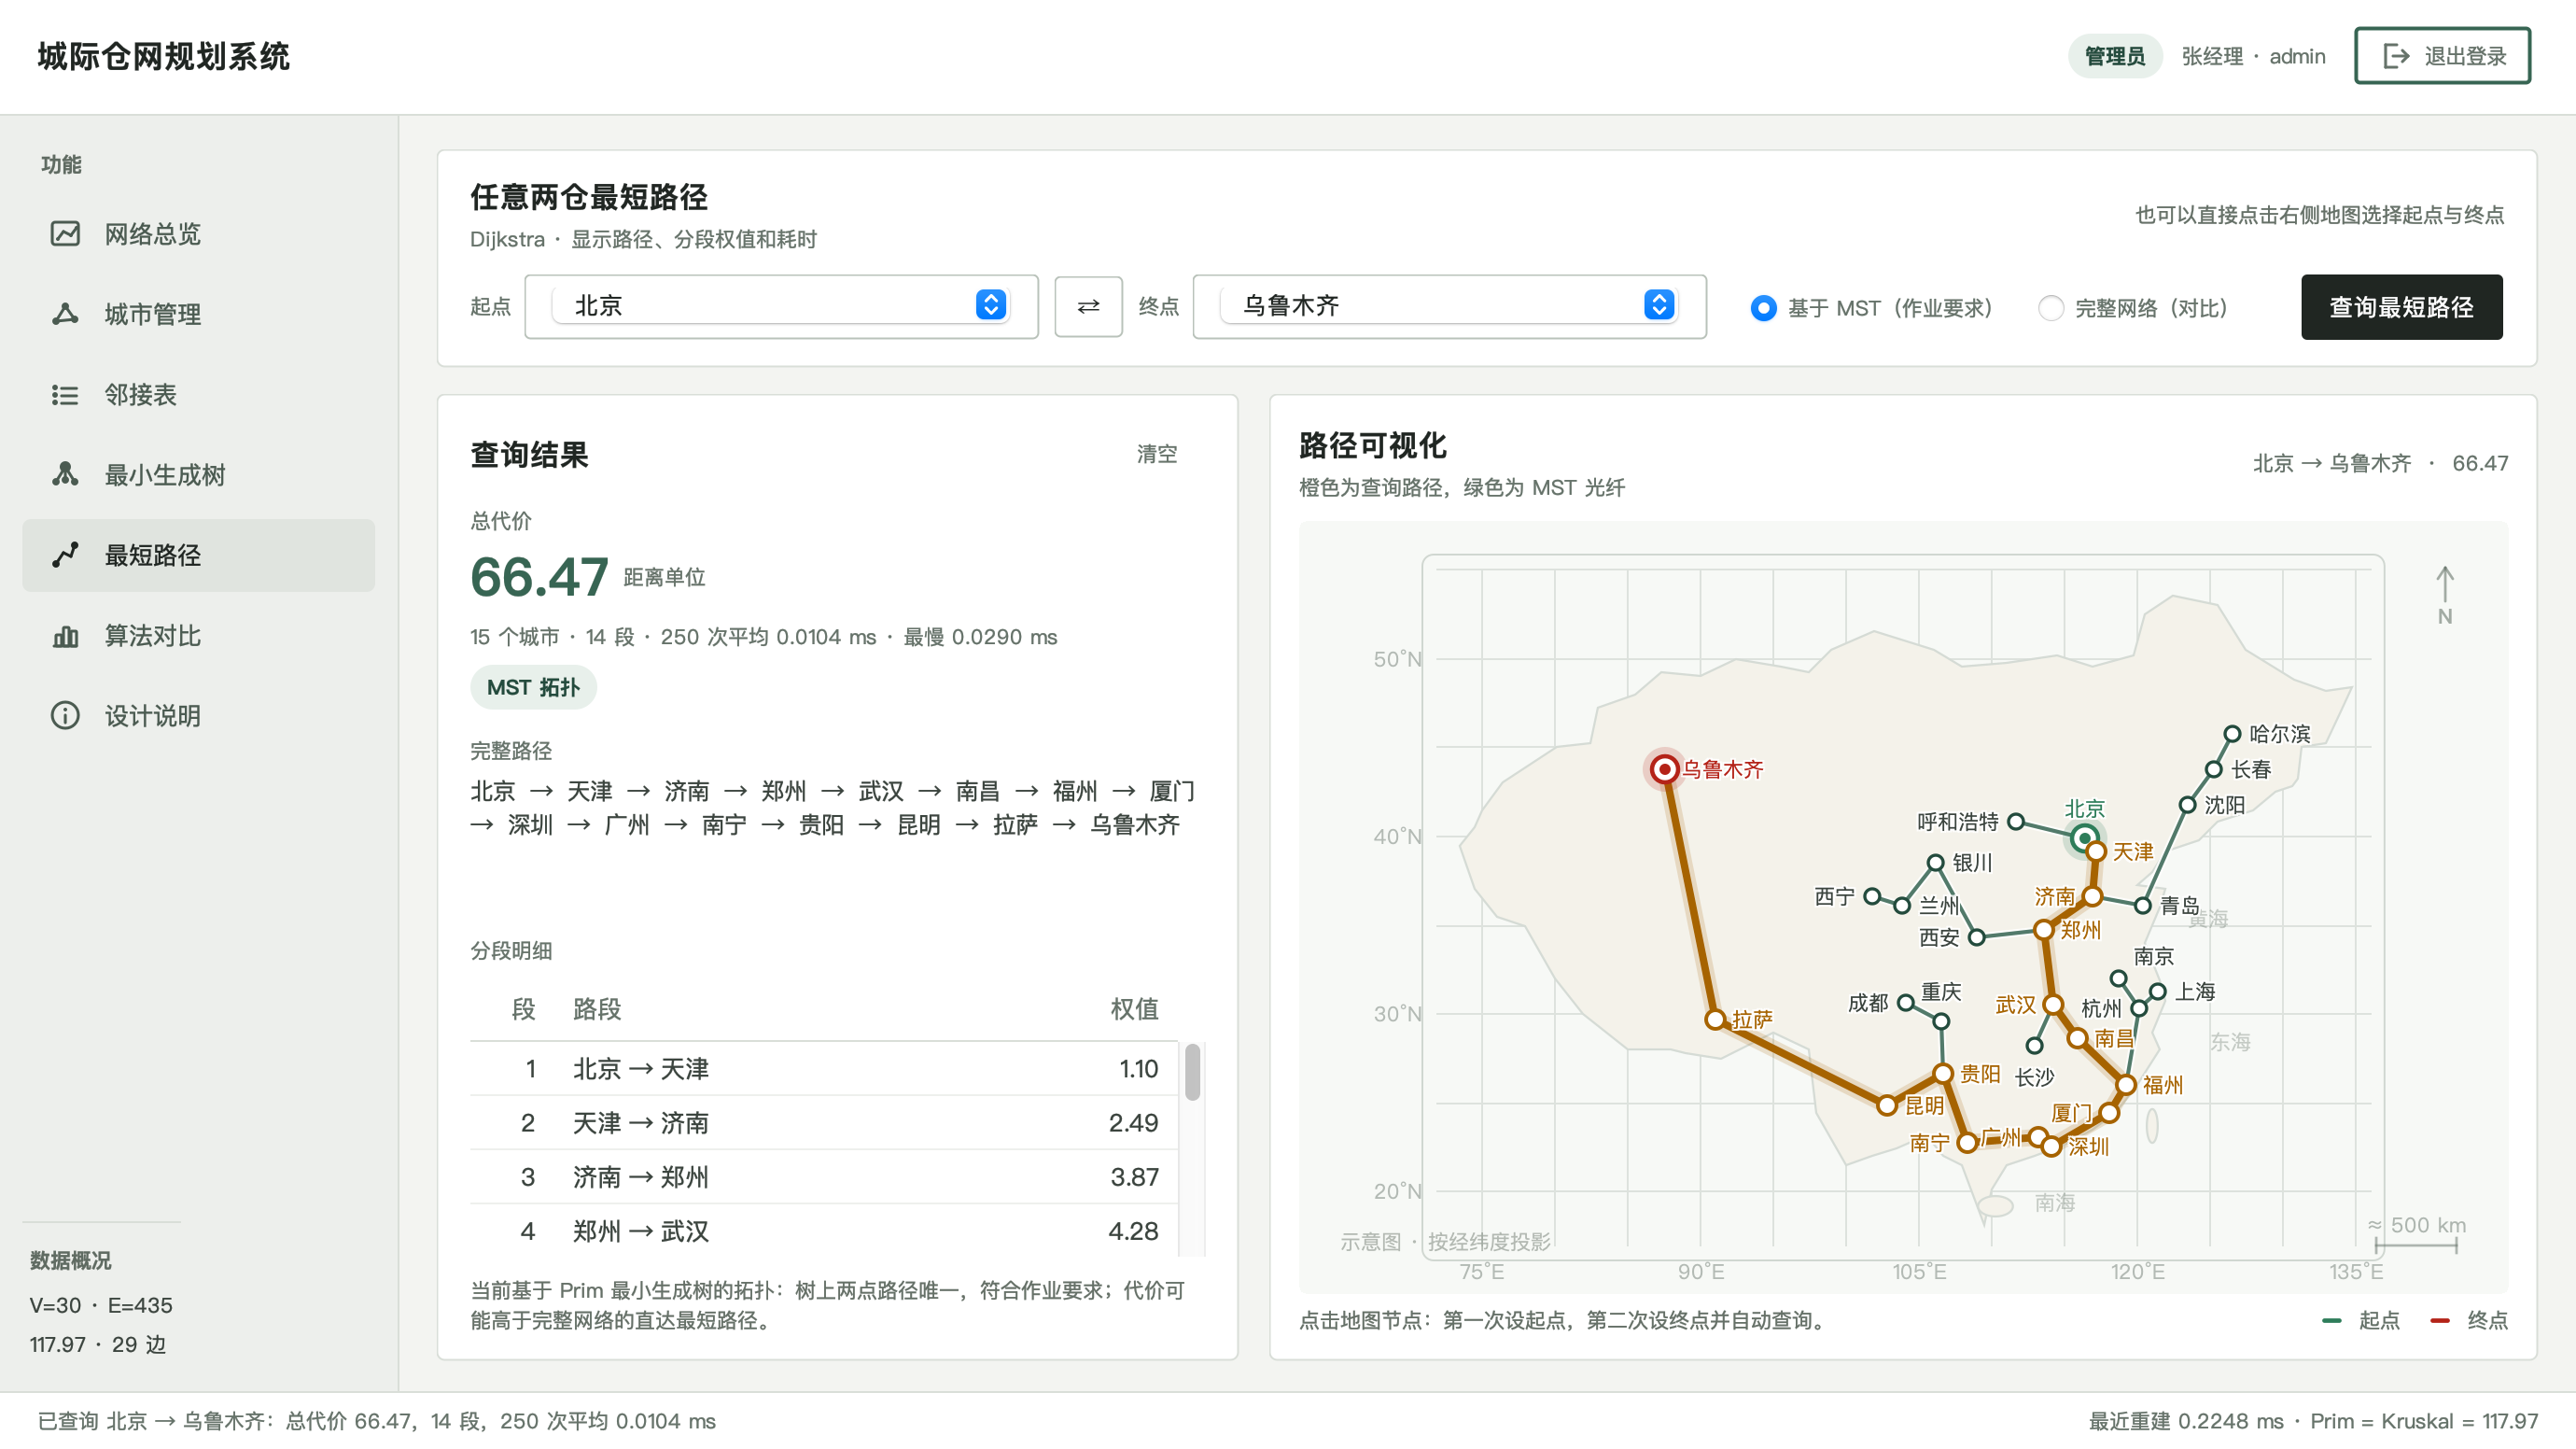 城际仓网规划系统
管理员 张经理 · admin 退出登录
功能
网络总览
城市管理
邻接表
最小生成树
最短路径
算法对比
设计说明
数据概况
V=30 · E=435
117.97 · 29 边
任意两仓最短路径
Dijkstra · 显示路径、分段权值和耗时
也可以直接点击右侧地图选择起点与终点
起点 北京 ⇄ 终点 乌鲁木齐 基于 MST（作业要求） 完整网络（对比） 查询最短路径
查询结果 清空
总代价
66.47 距离单位
15 个城市 · 14 段 · 250 次平均 0.0104 ms · 最慢 0.0290 ms
MST 拓扑
完整路径
北京 → 天津 → 济南 → 郑州 → 武汉 → 南昌 → 福州 → 厦门
→ 深圳 → 广州 → 南宁 → 贵阳 → 昆明 → 拉萨 → 乌鲁木齐
分段明细
段 路段 权值
1 北京 → 天津 1.10
2 天津 → 济南 2.49
3 济南 → 郑州 3.87
4 郑州 → 武汉 4.28
当前基于 Prim 最小生成树的拓扑：树上两点路径唯一，符合作业要求；代价可
能高于完整网络的直达最短路径。
路径可视化
橙色为查询路径，绿色为 MST 光纤
北京 → 乌鲁木齐 · 66.47
N
50°N
哈尔滨
乌鲁木齐
长春
沈阳
北京
呼和浩特
40°N
天津
银川
西宁
兰州
济南
青岛
黄海
西安
郑州
南京
成都
重庆
武汉
杭州
上海
30°N
拉萨
南昌
东海
贵阳
长沙
福州
昆明
厦门
南宁
广州
深圳
20°N
南海
≈ 500 km
示意图 · 按经纬度投影
75°E 90°E 105°E 120°E 135°E
点击地图节点：第一次设起点，第二次设终点并自动查询。
起点 终点
已查询 北京 → 乌鲁木齐：总代价 66.47，14 段，250 次平均 0.0104 ms
最近重建 0.2248 ms · Prim = Kruskal = 117.97